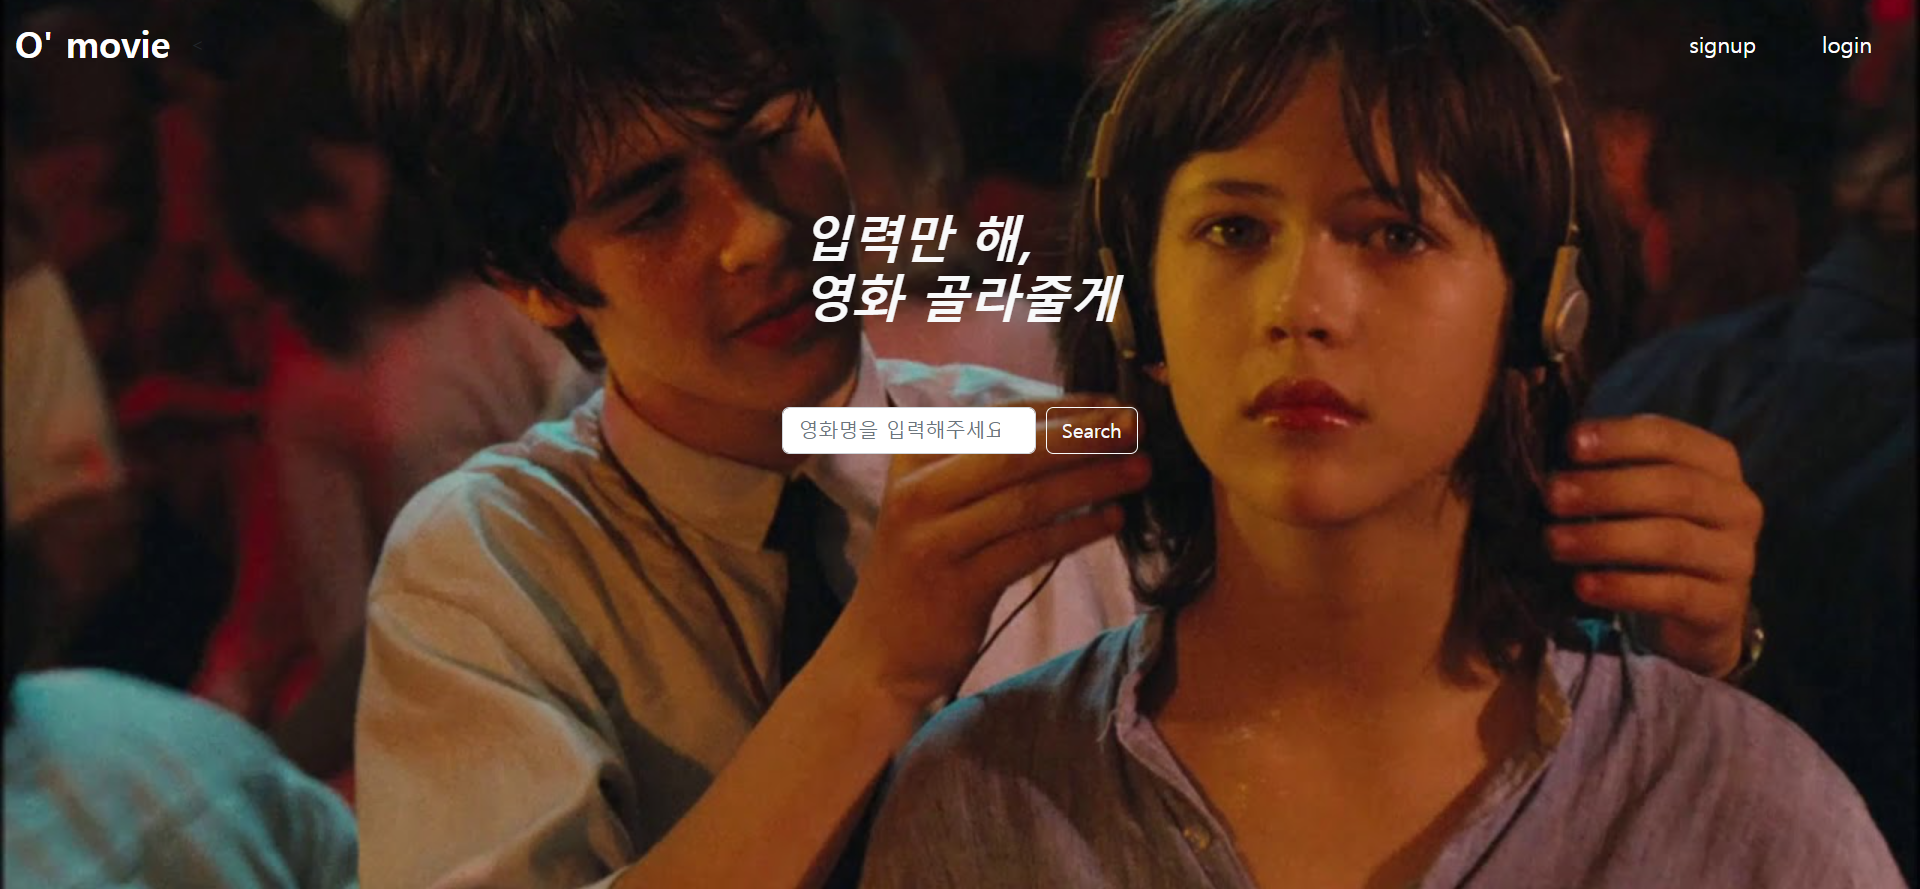 O' movie <
signup
login
입력만 해,
영화 골라줄게
영화명을 입력해주세요
Search